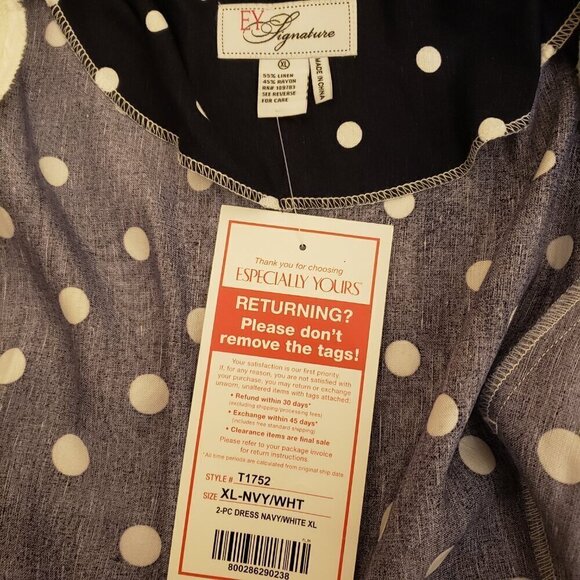 EY Signature
XL
55% LINEN
45% RAYON
RN# 109783
SEE REVERSE
FOR CARE
MADE IN CHINA
Thank you for choosing
ESPECIALLY YOURS™
RETURNING?
Please don't
remove the tags!
Your satisfaction is our first priority.
If, for any reason, you are not satisfied with
your purchase, you may return or exchange
unworn, unaltered items with tags attached.
• Refund within 30 days*
(excluding shipping/processing fees)
• Exchange within 45 days*
(includes free standard shipping)
• Clearance items are final sale
Please refer to your package invoice
for return instructions.
*All time periods are calculated from original ship date.
STYLE # T1752
SIZE XL-NVY/WHT
2-PC DRESS NAVY/WHITE XL
800286290238